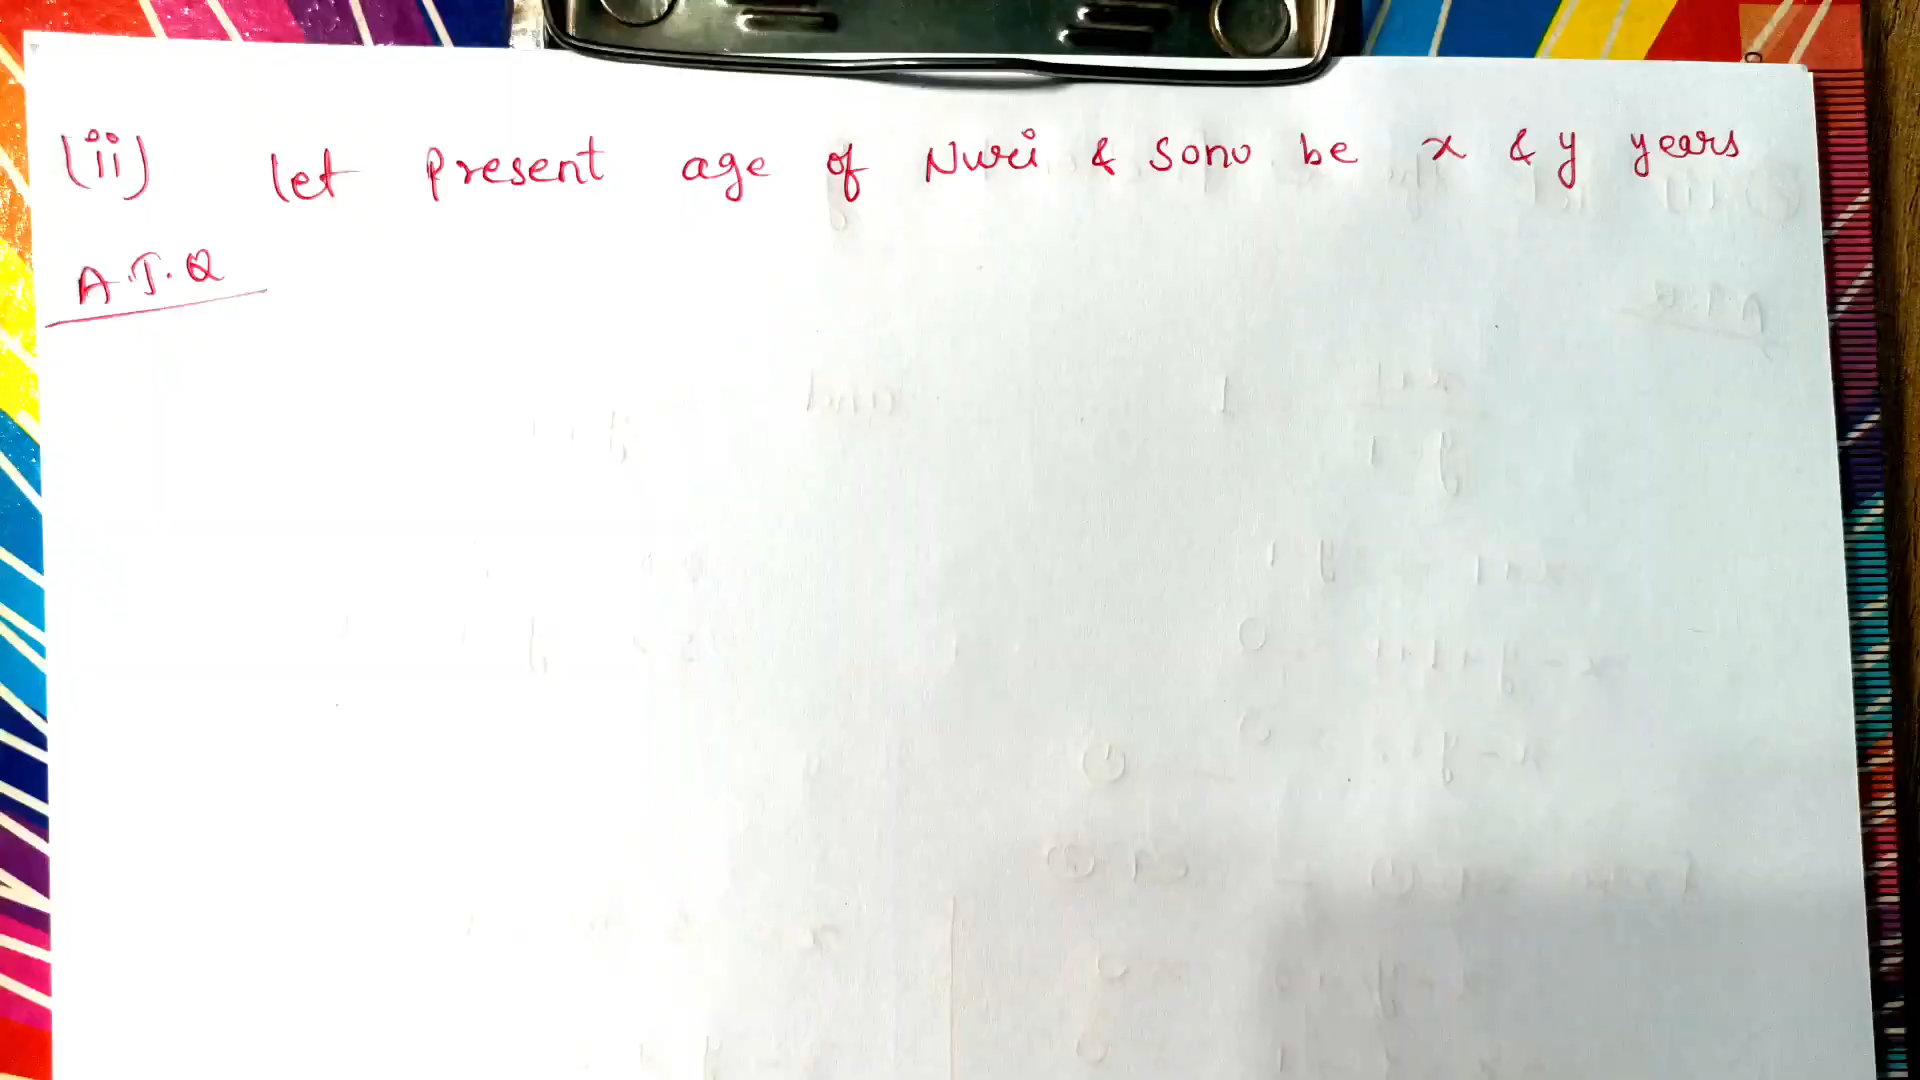 (ii) let present age of Nuri & Sonu be x & y years
A.T.Q